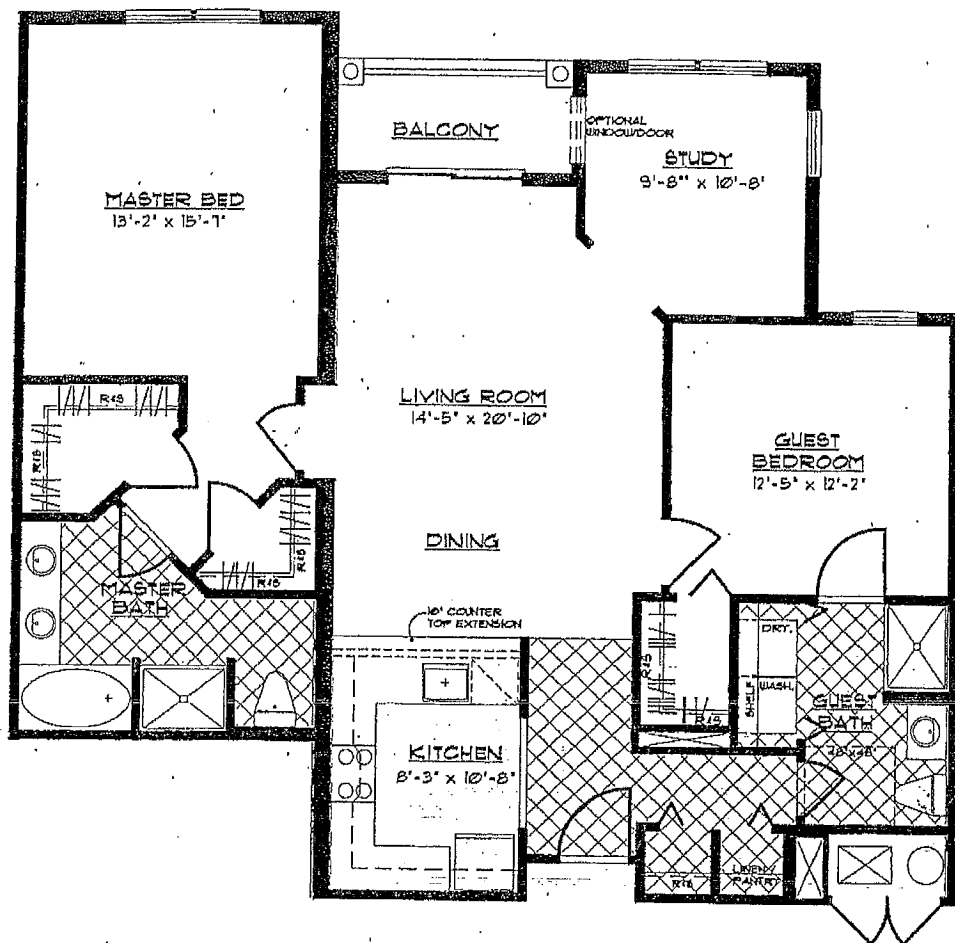 BALCONY
OPTIONAL
WINDOW/DOOR
STUDY
9'-8" x 10'-8"
MASTER BED
13'-2" x 15'-7"
R&S
R&S
LIVING ROOM
14'-5" x 20'-10"
GUEST
BEDROOM
12'-5" x 12'-2"
R&S
DINING
R&S
MASTER
BATH
10" COUNTER
TOP EXTENSION
DRY.
R&S
SHELF
WASH.
R&S
GUEST
BATH
KITCHEN
8'-3" x 10'-8"
R&S
LINEN/
PANTRY